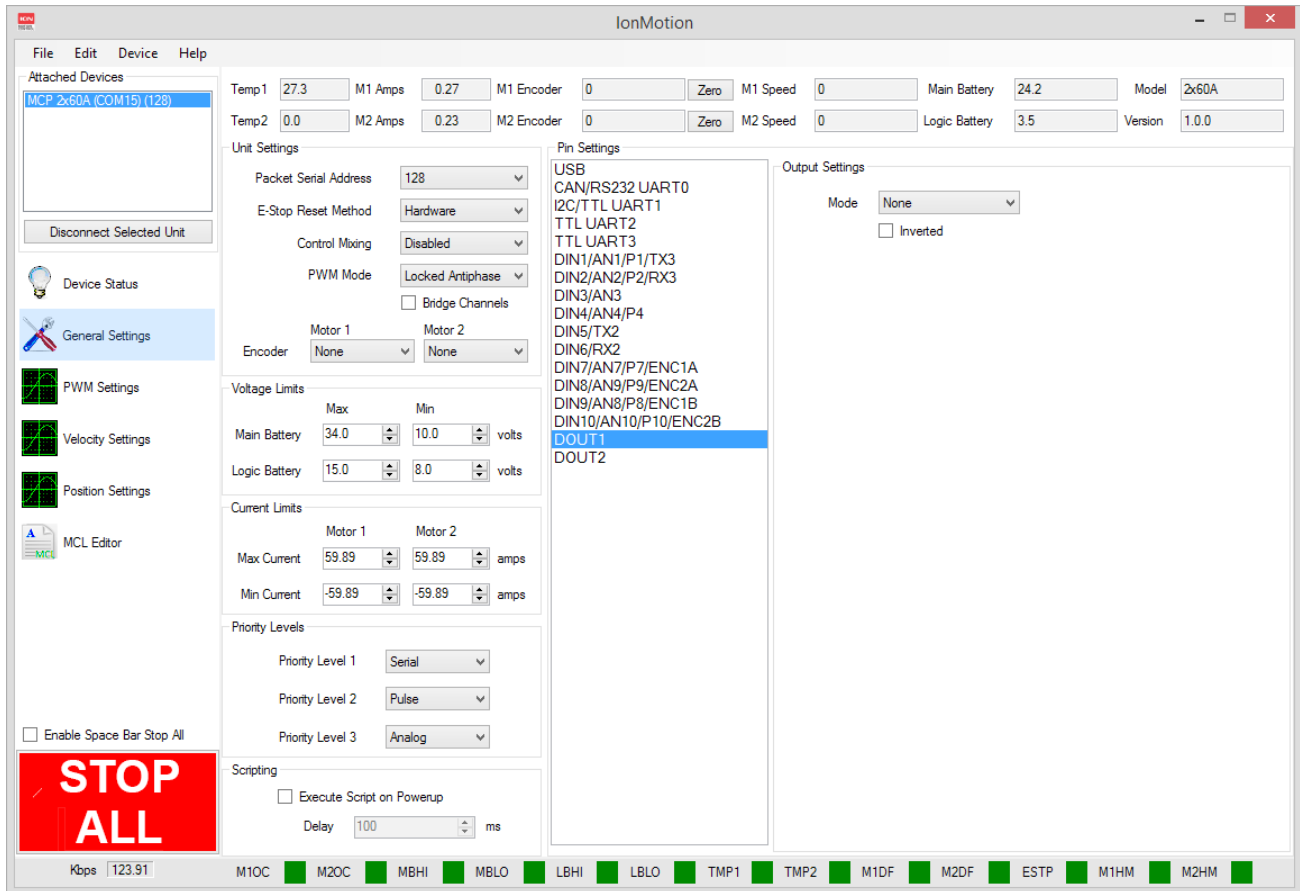 IonMotion
File Edit Device Help
Attached Devices
MCP 2x60A (COM15) (128)
Disconnect Selected Unit
Device Status
General Settings
PWM Settings
Velocity Settings
Position Settings
MCL Editor
Enable Space Bar Stop All
STOP
ALL
Kbps 123.91
Temp1 27.3 M1 Amps 0.27 M1 Encoder 0 Zero M1 Speed 0 Main Battery 24.2 Model 2x60A
Temp2 0.0 M2 Amps 0.23 M2 Encoder 0 Zero M2 Speed 0 Logic Battery 3.5 Version 1.0.0
Unit Settings
Packet Serial Address 128
E-Stop Reset Method Hardware
Control Mixing Disabled
PWM Mode Locked Antiphase
Bridge Channels
Motor 1 Motor 2
Encoder None None
Voltage Limits
Max Min
Main Battery 34.0 10.0 volts
Logic Battery 15.0 8.0 volts
Current Limits
Motor 1 Motor 2
Max Current 59.89 59.89 amps
Min Current -59.89 -59.89 amps
Priority Levels
Priority Level 1 Serial
Priority Level 2 Pulse
Priority Level 3 Analog
Scripting
Execute Script on Powerup
Delay 100 ms
Pin Settings
USB
CAN/RS232 UART0
I2C/TTL UART1
TTL UART2
TTL UART3
DIN1/AN1/P1/TX3
DIN2/AN2/P2/RX3
DIN3/AN3
DIN4/AN4/P4
DIN5/TX2
DIN6/RX2
DIN7/AN7/P7/ENC1A
DIN8/AN9/P9/ENC2A
DIN9/AN8/P8/ENC1B
DIN10/AN10/P10/ENC2B
DOUT1
DOUT2
Output Settings
Mode None
Inverted
M1OC M2OC MBHI MBLO LBHI LBLO TMP1 TMP2 M1DF M2DF ESTP M1HM M2HM